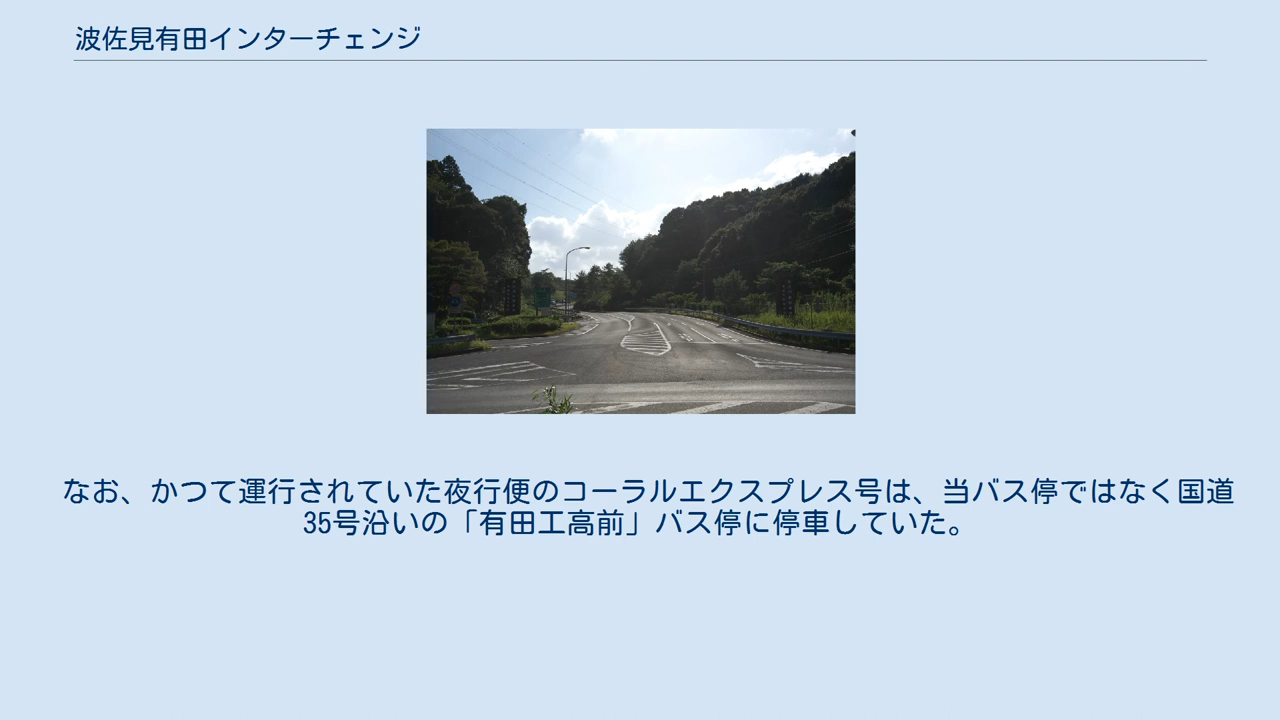 波佐見有田インターチェンジ
なお、かつて運行されていた夜行便のコーラルエクスプレス号は、当バス停ではなく国道
35号沿いの「有田工高前」バス停に停車していた。